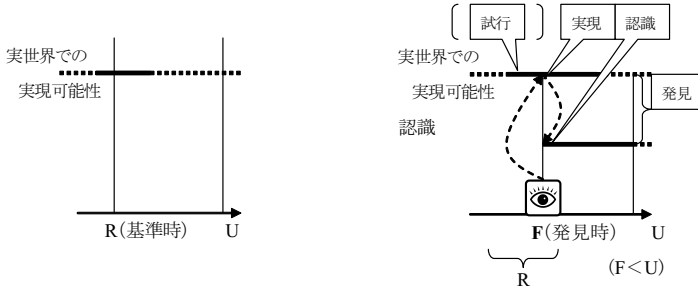 実世界での
実現可能性
R(基準時)
U
試行
実現
認識
実世界での
実現可能性
発見
認識
F(発見時)
U
R
(F＜U)